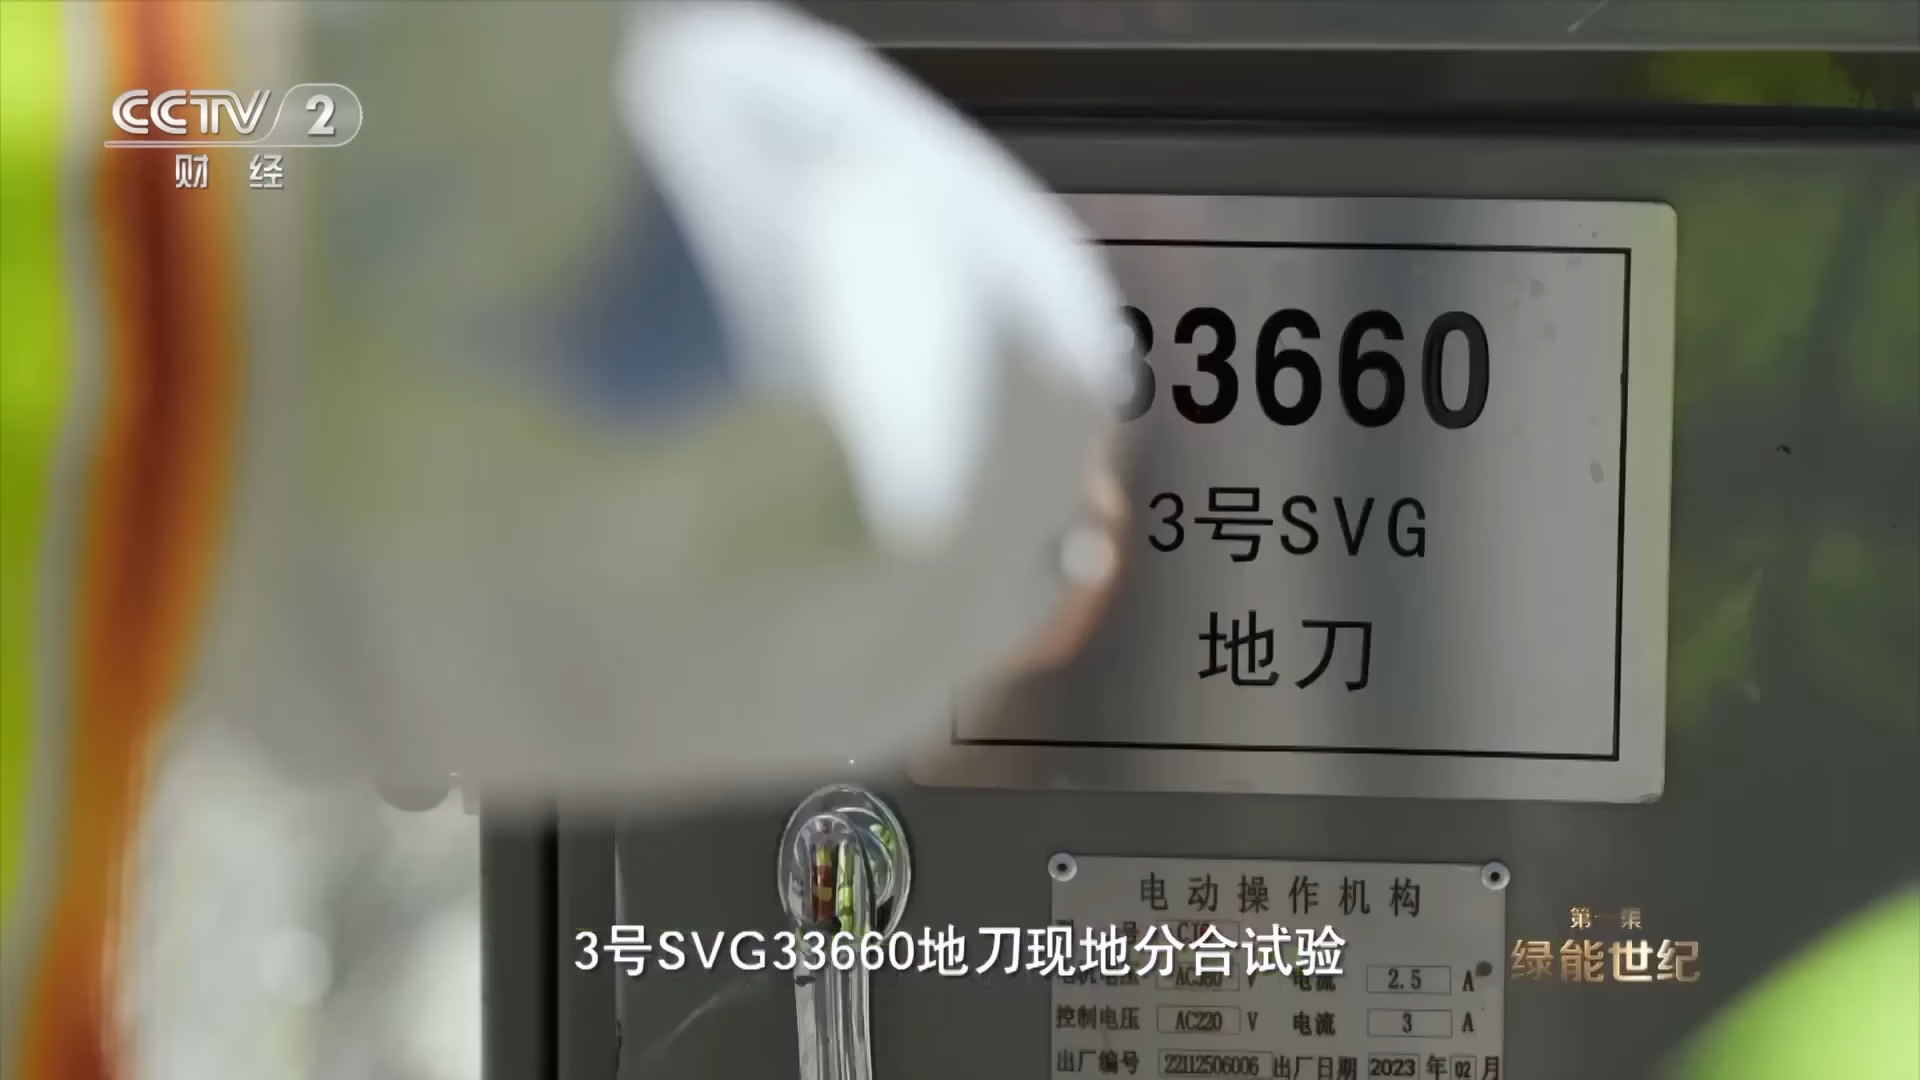 CCTV 2
财 经
33660
3号SVG
地刀
电动操作机构
第一集
绿能世纪
3号SVG33660地刀现地分合试验
电流 2.5 A
控制电压 AC220 V 电流 3 A
出厂编号 22112506006 出厂日期 2023 年 02 月